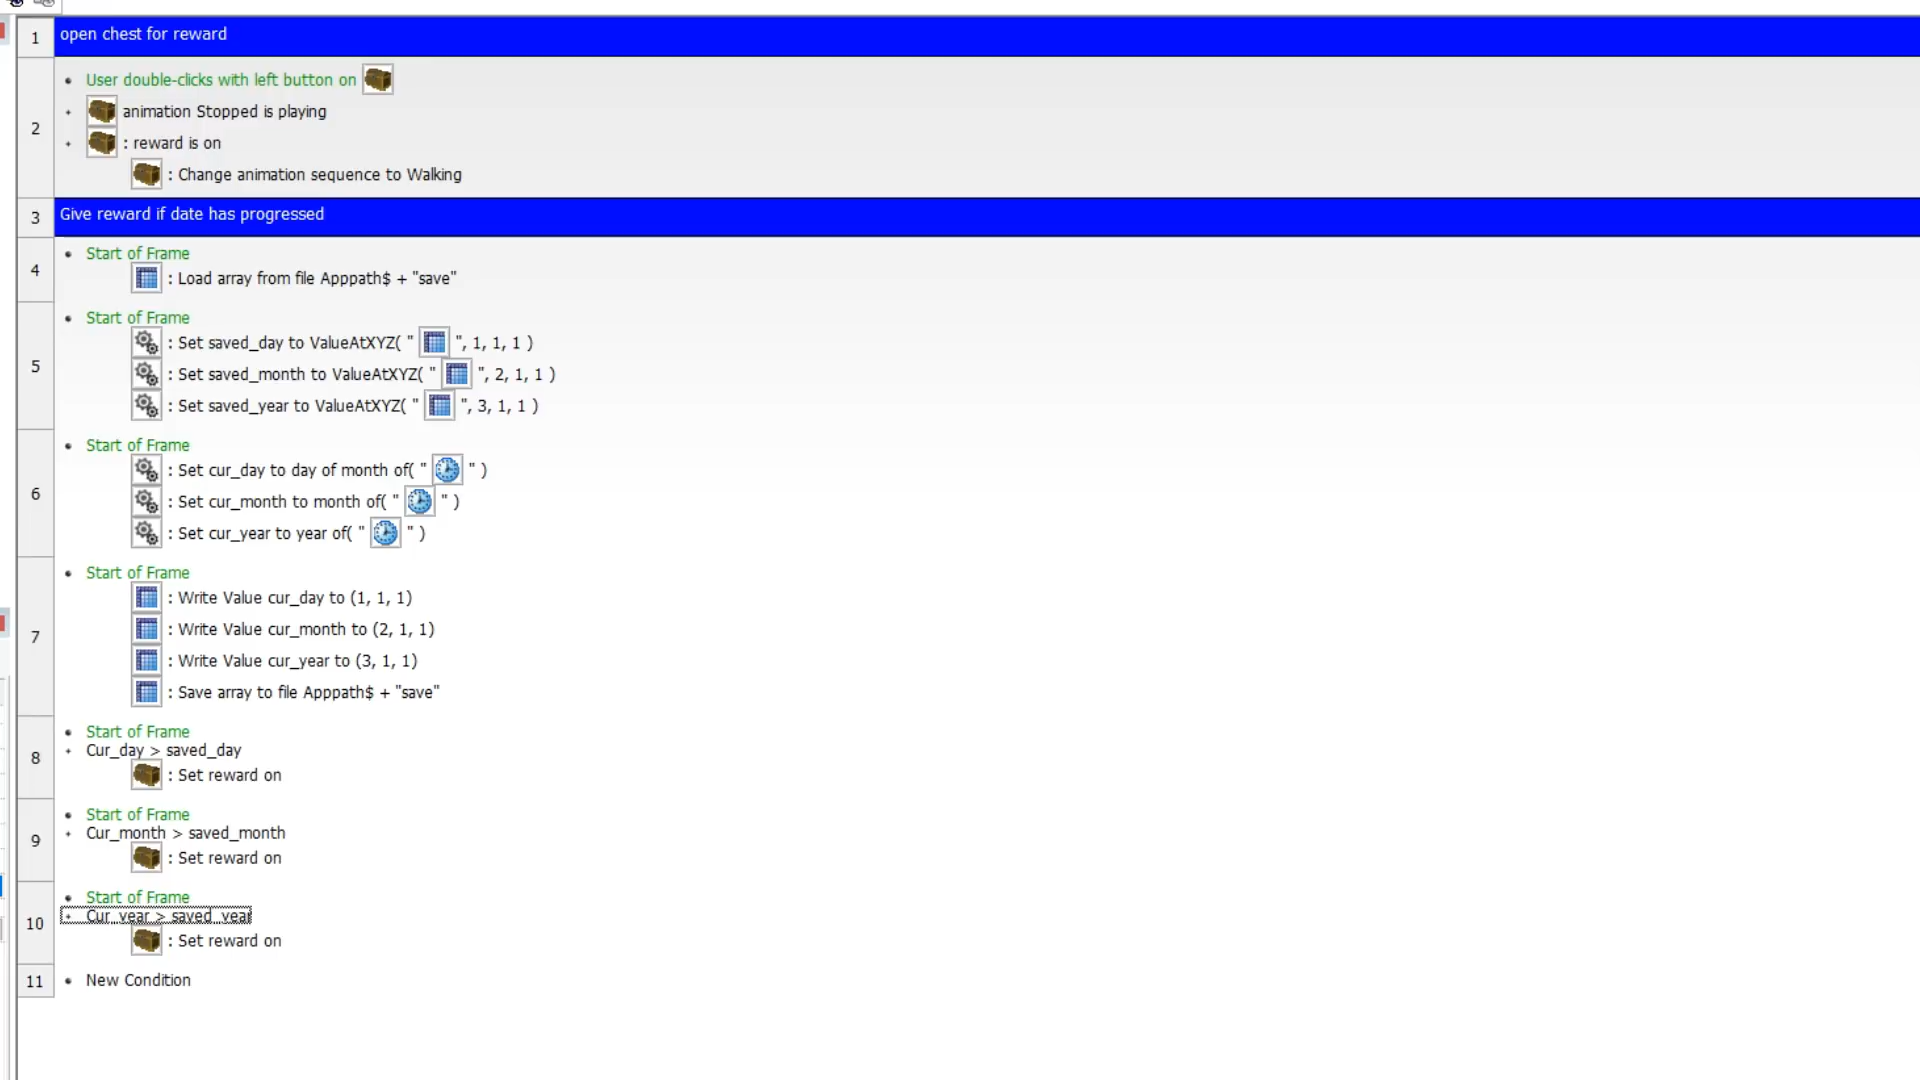 1 open chest for reward
2
User double-clicks with left button on
animation Stopped is playing
: reward is on
: Change animation sequence to Walking
3 Give reward if date has progressed
4
Start of Frame
: Load array from file Apppath$ + "save"
5
Start of Frame
: Set saved_day to ValueAtXYZ( " ", 1, 1, 1 )
: Set saved_month to ValueAtXYZ( " ", 2, 1, 1 )
: Set saved_year to ValueAtXYZ( " ", 3, 1, 1 )
6
Start of Frame
: Set cur_day to day of month of( " " )
: Set cur_month to month of( " " )
: Set cur_year to year of( " " )
7
Start of Frame
: Write Value cur_day to (1, 1, 1)
: Write Value cur_month to (2, 1, 1)
: Write Value cur_year to (3, 1, 1)
: Save array to file Apppath$ + "save"
8
Start of Frame
Cur_day > saved_day
: Set reward on
9
Start of Frame
Cur_month > saved_month
: Set reward on
10
Start of Frame
Cur_year > saved_year
: Set reward on
11 New Condition